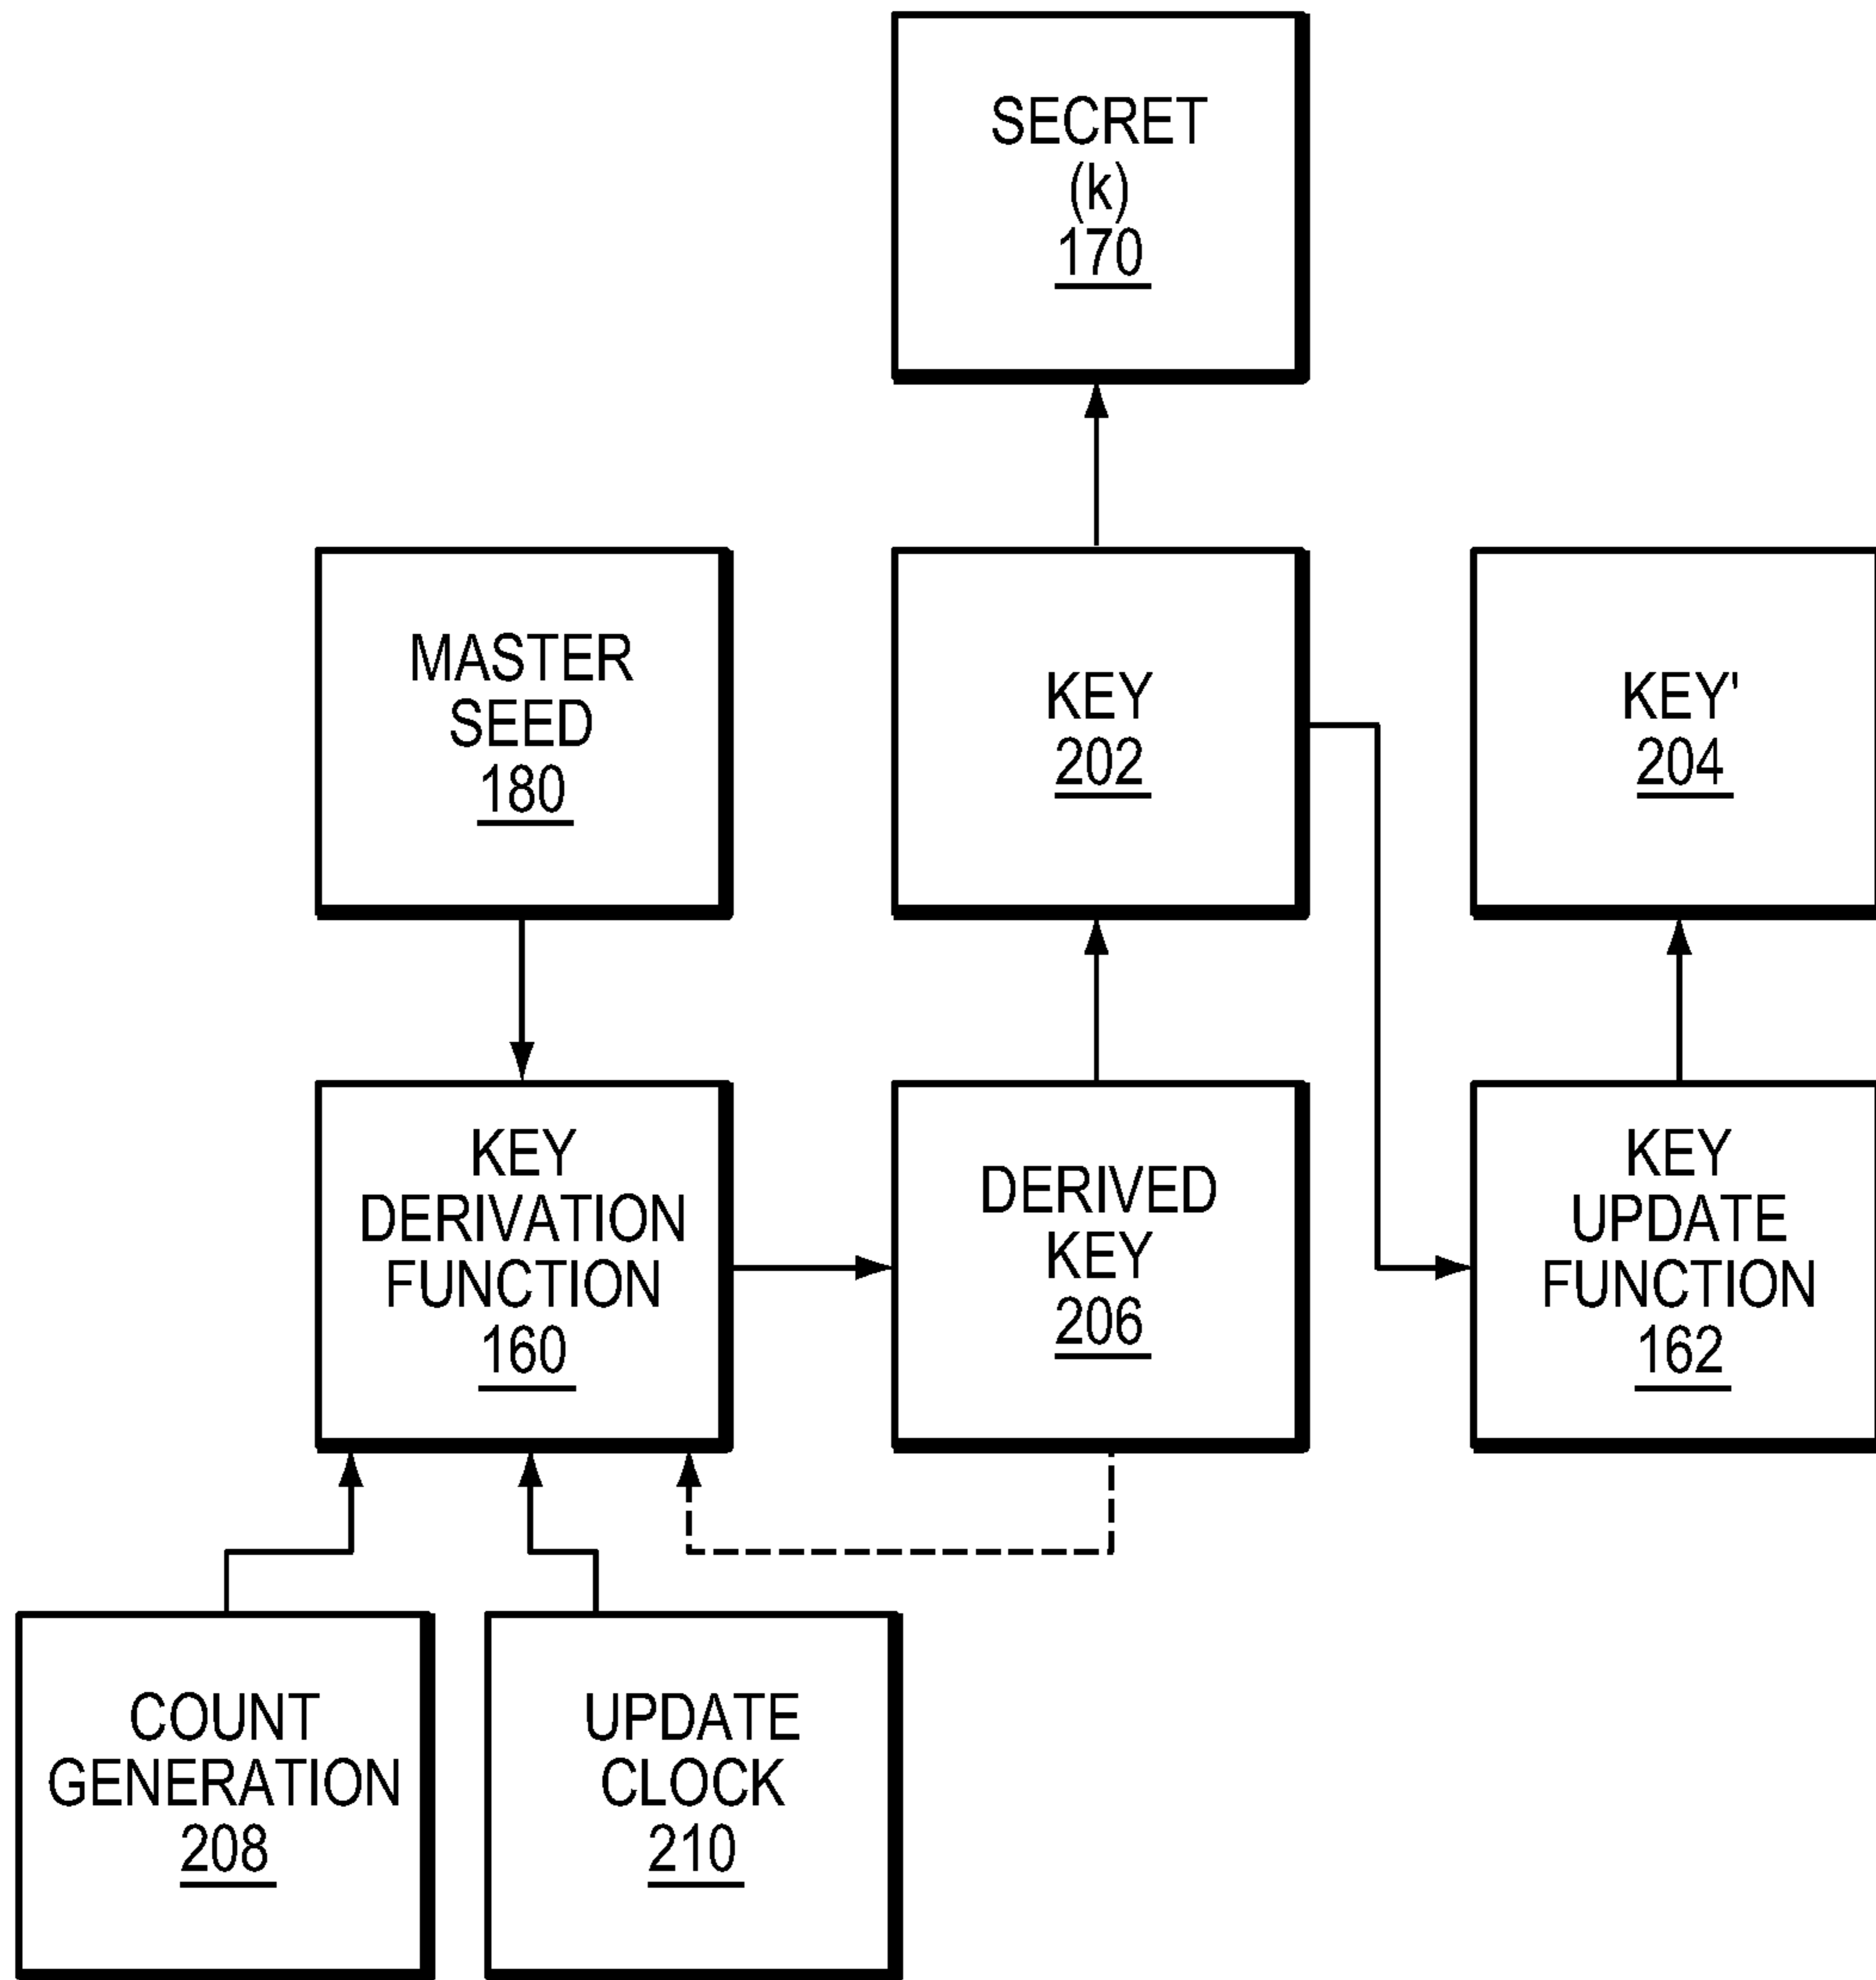 SECRET
(k)
170
MASTER
SEED
180
KEY
202
KEY'
204
KEY
DERIVATION
FUNCTION
160
DERIVED
KEY
206
KEY
UPDATE
FUNCTION
162
COUNT
GENERATION
208
UPDATE
CLOCK
210